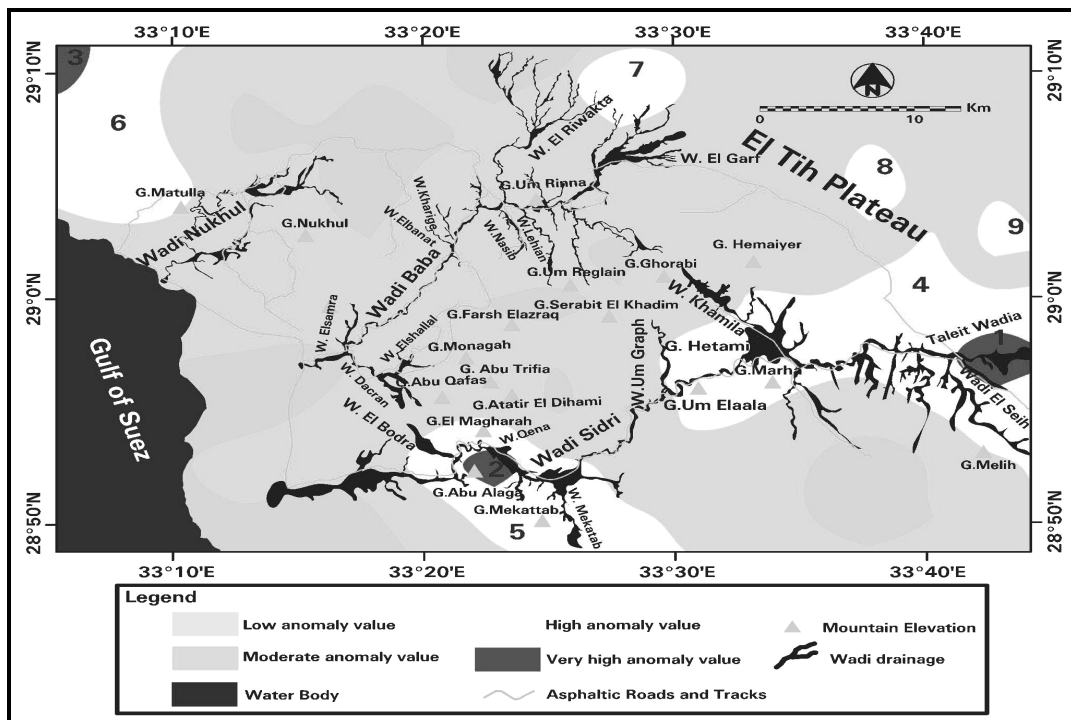 33°10'E
33°20'E
33°30'E
33°40'E
29°10'N
29°10'N
3
7
N
Km
0
10
6
W. El Riwakta
El Tih Plateau
W. El Garf
8
G.Matulla
G.Um Rinna
W.Kharige
Wadi Nukhul
G.Nukhul
W.Elbanat
W.Nasib
W.Lehian
9
G. Hemaiyer
G.Ghorabi
Wadi Baba
G.Um Reglain
4
29°0'N
29°0'N
W. Khamila
G.Serabit El Khadim
G.Farsh Elazraq
W. Elsamra
W. Elshallal
Taleit Wadia
1
Gulf of Suez
G.Monagah
W.Um Graph
G. Hetami
G. Abu Trifia
G.Marha
W. Dacran
G.Abu Qafas
Wadi El Seih
G.Atatir El Dihami
G.Um Elaala
W. El Bodra
G.El Magharah
W.Qena
Wadi Sidri
2
G.Melih
G.Abu Alaga
G.Mekattab
W. Mekatab
5
28°50'N
28°50'N
33°10'E
33°20'E
33°30'E
33°40'E
Legend
Low anomaly value
High anomaly value
Mountain Elevation
Moderate anomaly value
Very high anomaly value
Wadi drainage
Water Body
Asphaltic Roads and Tracks